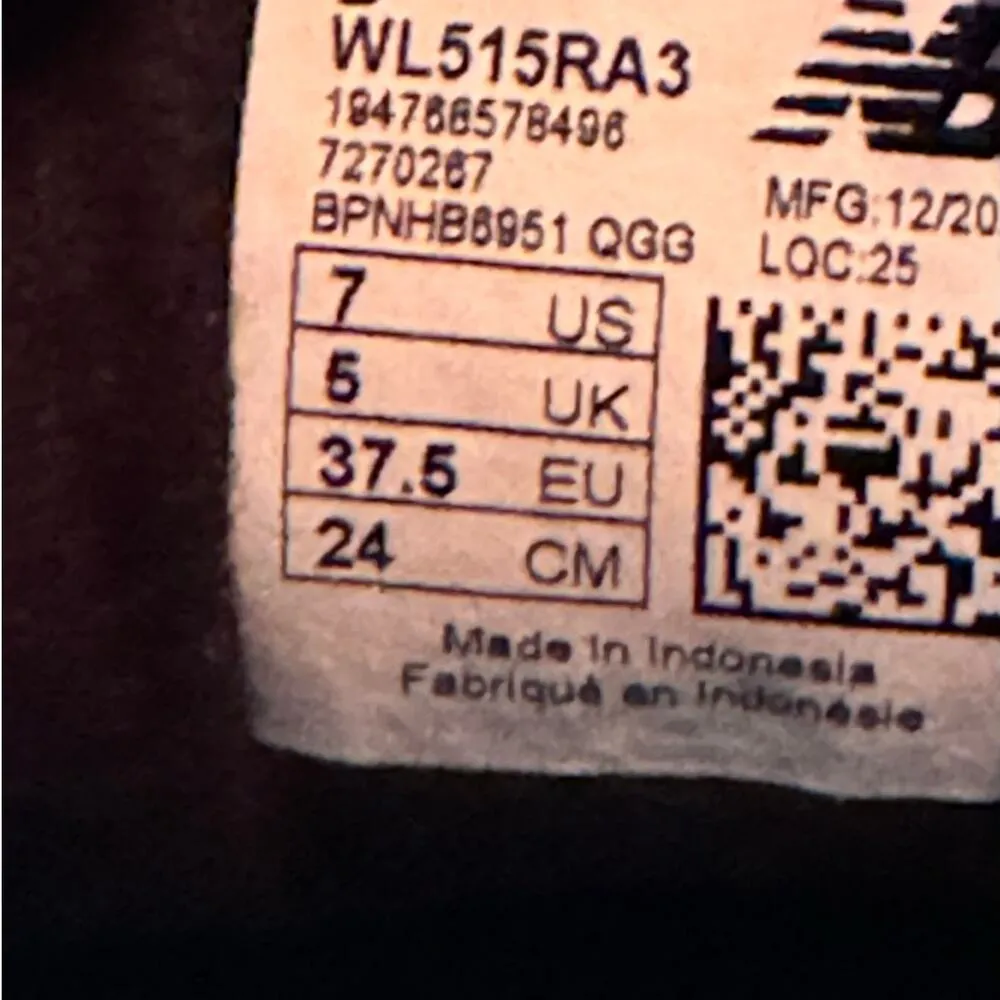 WL515RA3
194768578496
7270267
BPNHB6951 QGG
MFG:12/20
LOC:25
7 US
5 UK
37.5 EU
24 CM
Made in Indonesia
Fabriqué en Indonésie